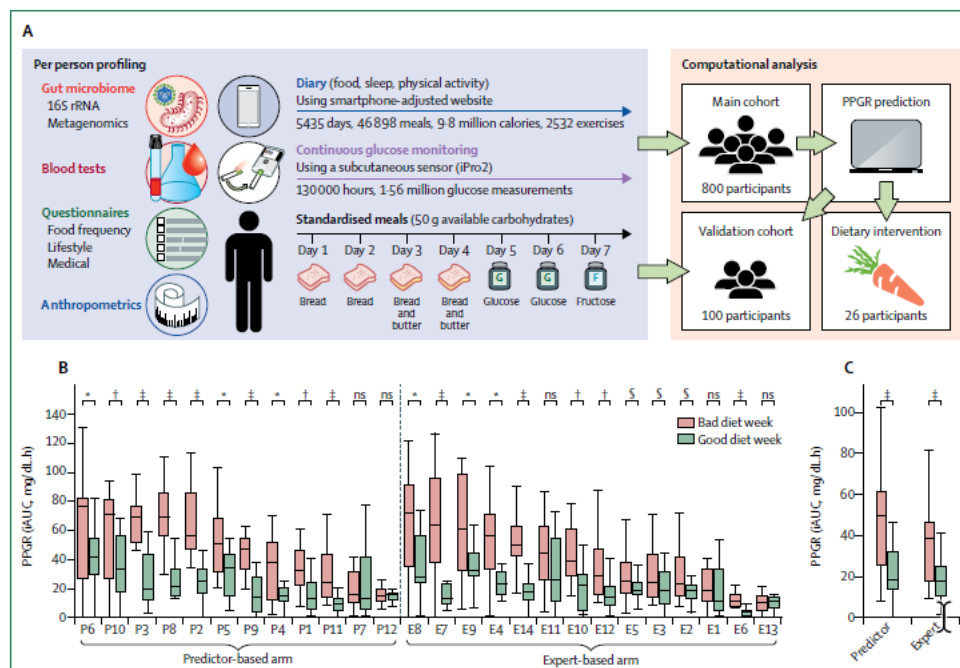 A
Per person profiling
Gut microbiome
16S rRNA
Metagenomics
Blood tests
Questionnaires
Food frequency
Lifestyle
Medical
Anthropometrics
Diary (food, sleep, physical activity)
Using smartphone-adjusted website
5435 days, 46 898 meals, 9·8 million calories, 2532 exercises
Continuous glucose monitoring
Using a subcutaneous sensor (iPro2)
130 000 hours, 1·56 million glucose measurements
Standardised meals (50 g available carbohydrates)
Day 1 Day 2 Day 3 Day 4 Day 5 Day 6 Day 7
G G F
Bread Bread Bread and butter Bread and butter Glucose Glucose Fructose
Computational analysis
Main cohort
800 participants
PPGR prediction
Validation cohort
100 participants
Dietary intervention
26 participants
B
PPGR (iAUC, mg/dL.h)
140
120
100
80
60
40
20
0
* † ‡ ‡ ‡ * ‡ * † ‡ ns ns * ‡ * * ‡ ns † † § § § ns ‡ ns
Bad diet week
Good diet week
P6 P10 P3 P8 P2 P5 P9 P4 P1 P11 P7 P12 E8 E7 E9 E4 E14 E11 E10 E12 E5 E3 E2 E1 E6 E13
Predictor-based arm Expert-based arm
C
PPGR (iAUC, mg/dL.h)
100
80
60
40
20
0
‡ ‡
Predictor Expert